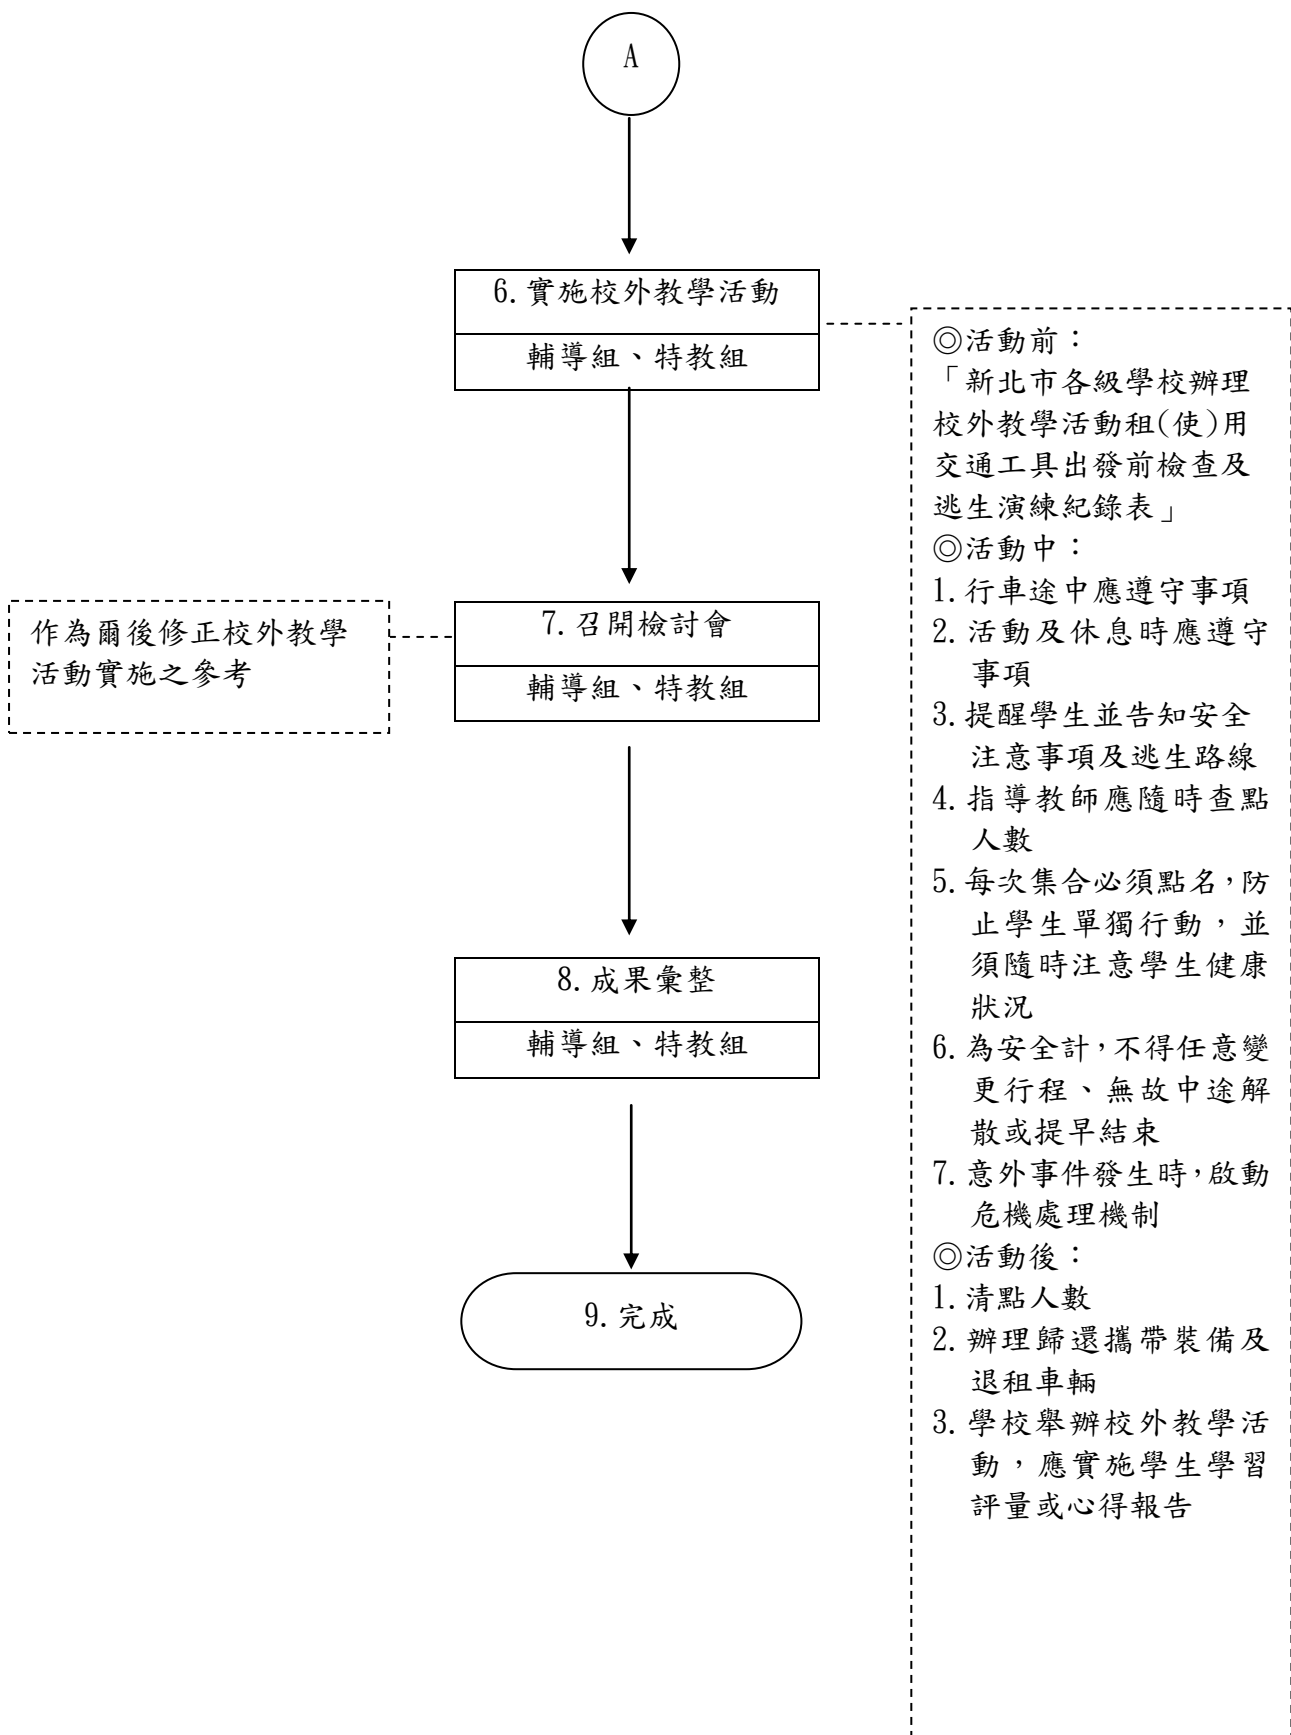 A
6.實施校外教學活動
輔導組、特教組
◎活動前：
「新北市各級學校辦理
校外教學活動租(使)用
交通工具出發前檢查及
逃生演練紀錄表」
◎活動中：
1.行車途中應遵守事項
2.活動及休息時應遵守
事項
3.提醒學生並告知安全
注意事項及逃生路線
4.指導教師應隨時查點
人數
5.每次集合必須點名，防
止學生單獨行動，並
須隨時注意學生健康
狀況
6.為安全計，不得任意變
更行程、無故中途解
散或提早結束
7.意外事件發生時，啟動
危機處理機制
◎活動後：
1.清點人數
2.辦理歸還攜帶裝備及
退租車輛
3.學校舉辦校外教學活
動，應實施學生學習
評量或心得報告
作為爾後修正校外教學
活動實施之參考
7.召開檢討會
輔導組、特教組
8.成果彙整
輔導組、特教組
9.完成